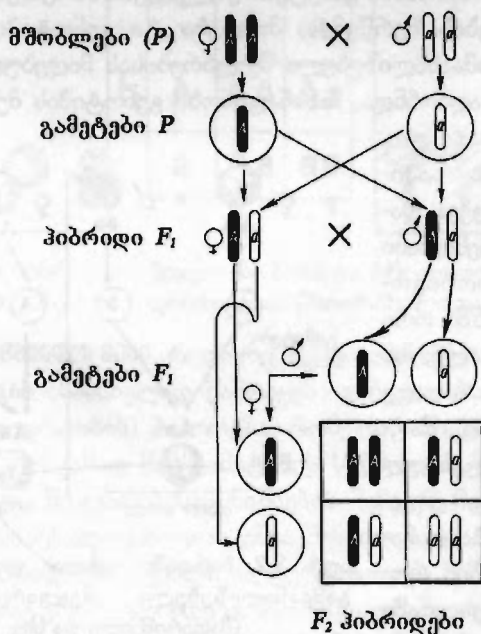 მშობლები (P) ♀ A A × ♂ a a
გამეტები P A a
ჰიბრიდი F₁ ♀ A a × ♂ A a
გამეტები F₁ ♂ A a
♀
A A A A a
a A a a a
F₂ ჰიბრიდები